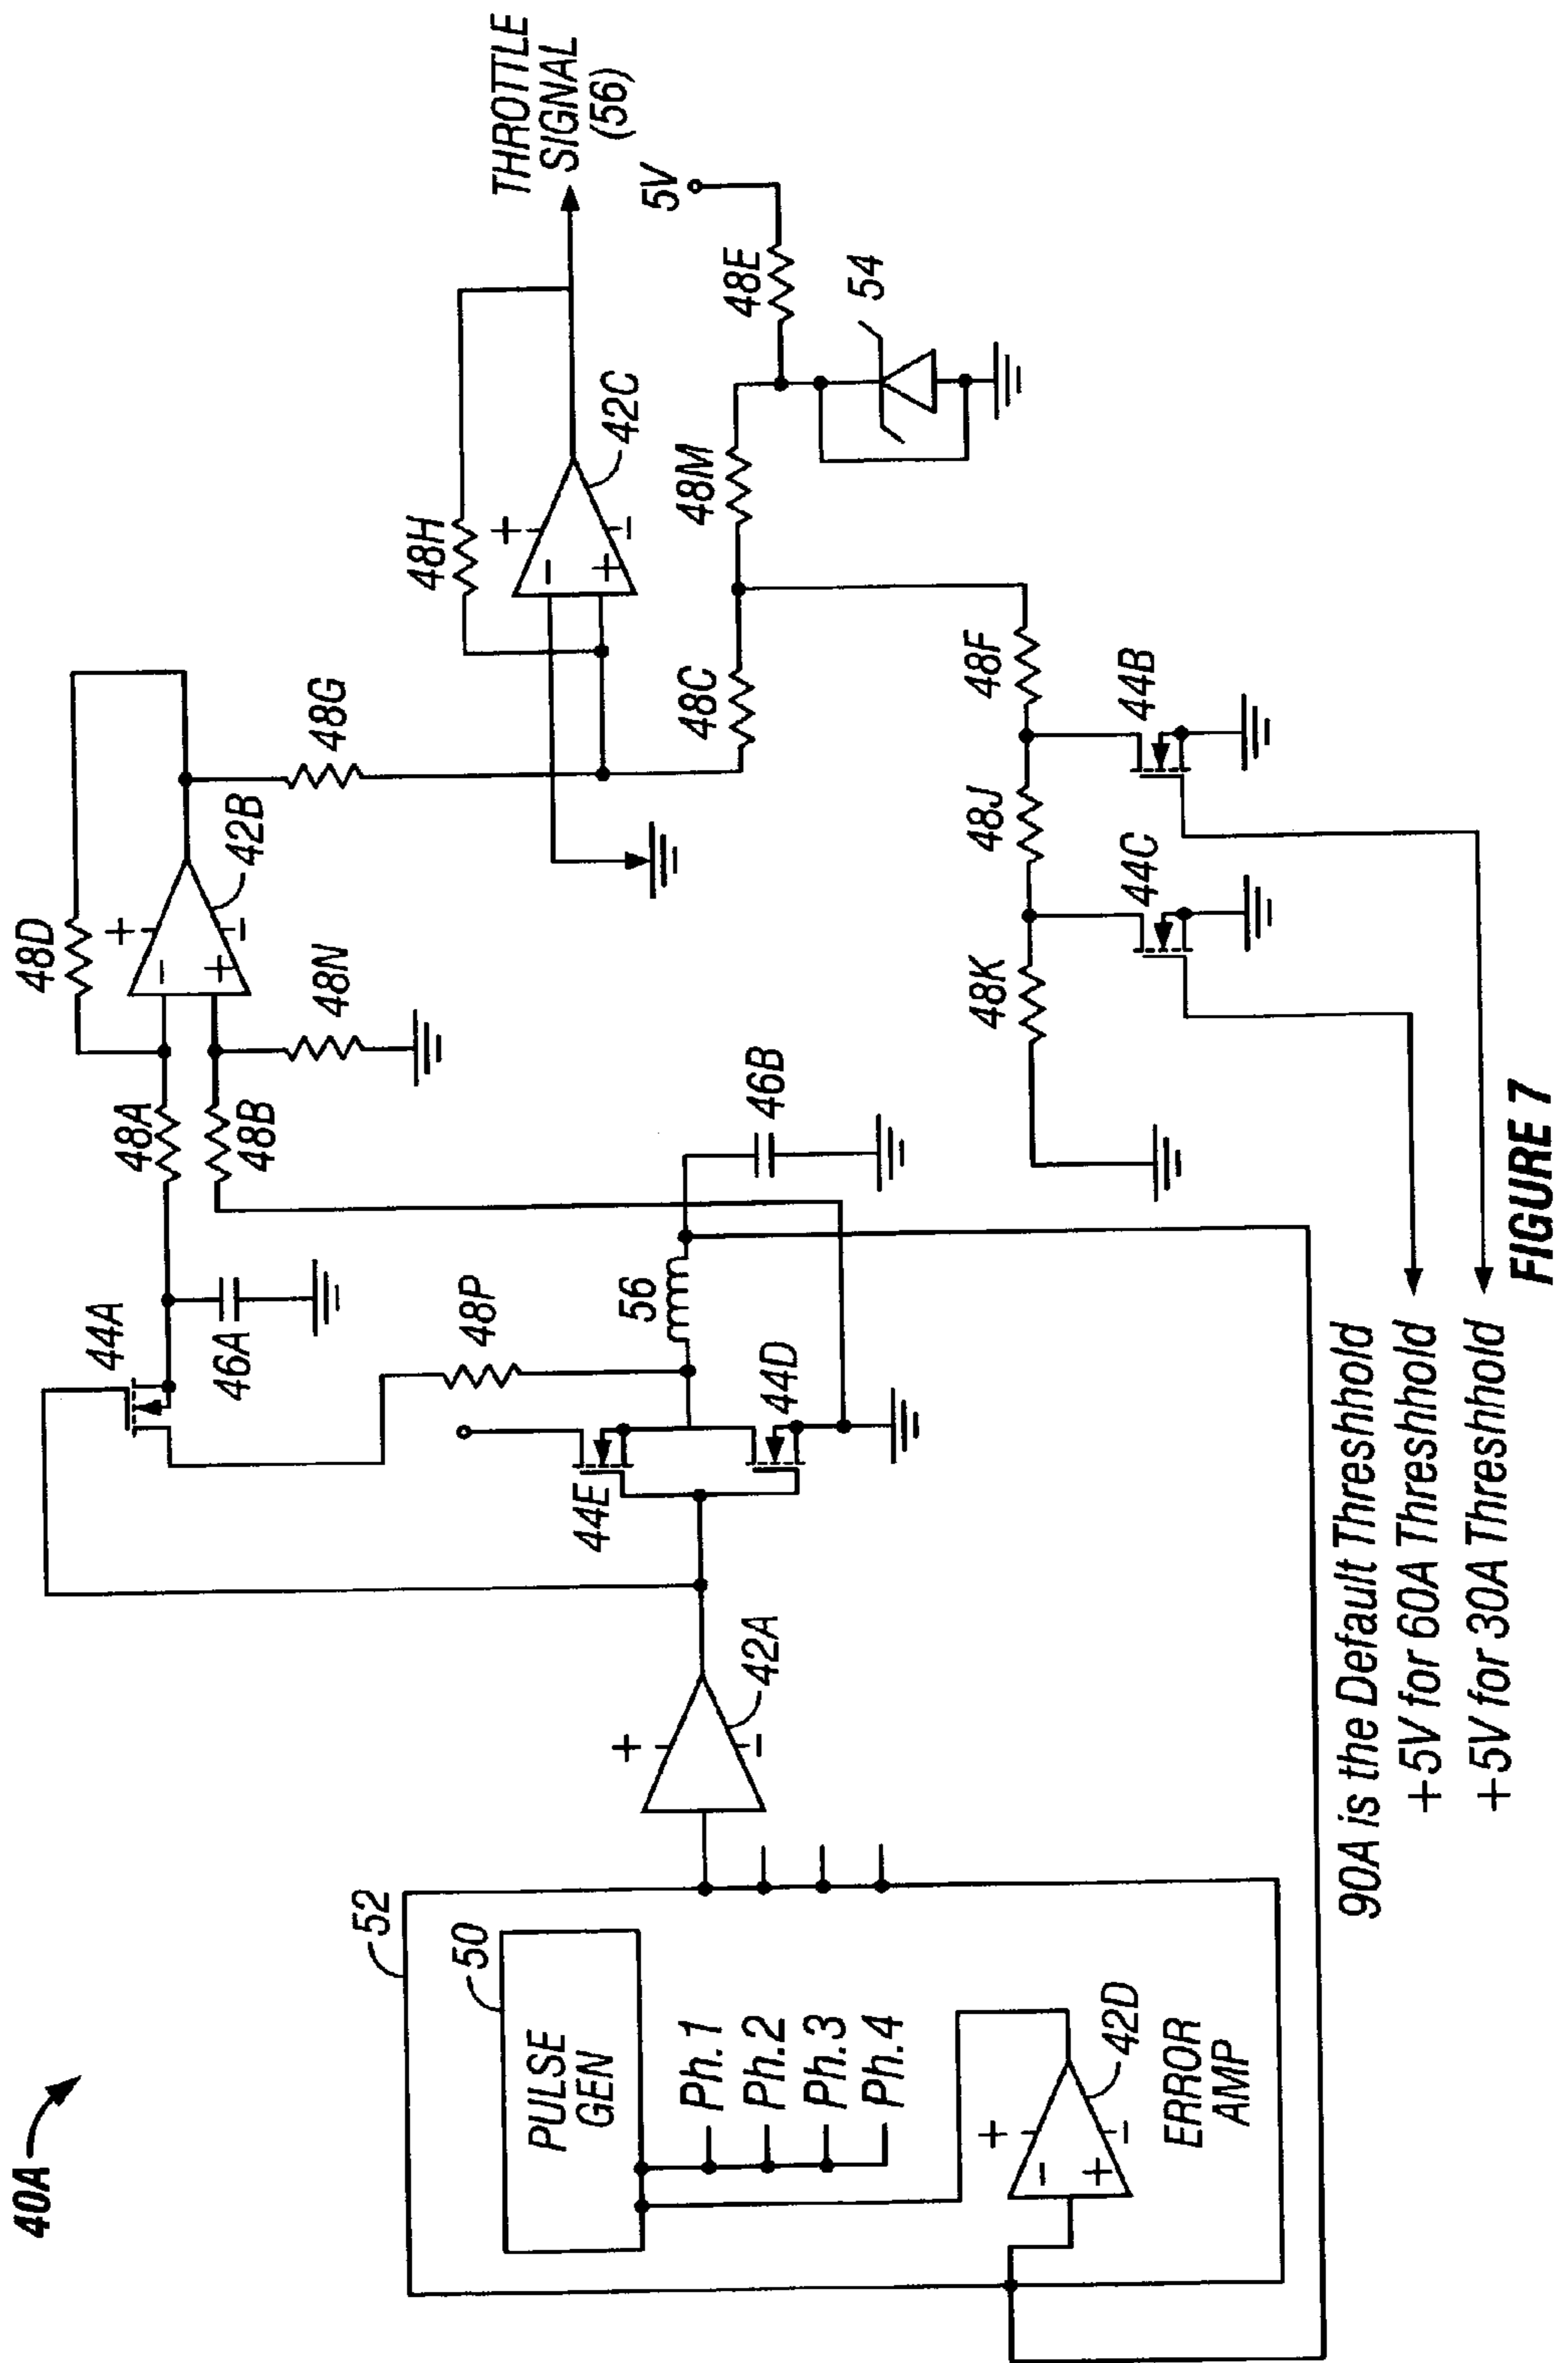 40A
52
50
PULSE
GEN
Ph.1
Ph.2
Ph.3
Ph.4
+
−
−
+
42D
ERROR
AMP
+
−
42A
44E
44D
44A
46A
48P
56
46B
48A
48B
48N
48D
+
−
−
+
42B
48G
48H
+
−
−
+
42C
THROTTLE
SIGNAL
(56)
5V
48E
54
48M
48C
48F
48J
48K
44B
44C
90A is the Default Threshhold
+5V for 60A Threshhold
+5V for 30A Threshhold
FIGURE 7